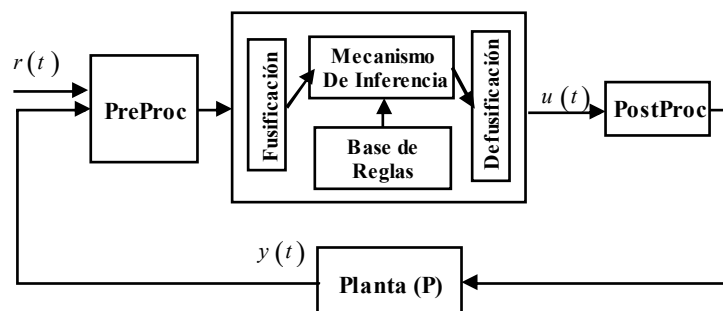 r(t)
PreProc
Fusificación
Mecanismo
De Inferencia
Base de
Reglas
Defusificación
u(t)
PostProc
y(t)
Planta (P)